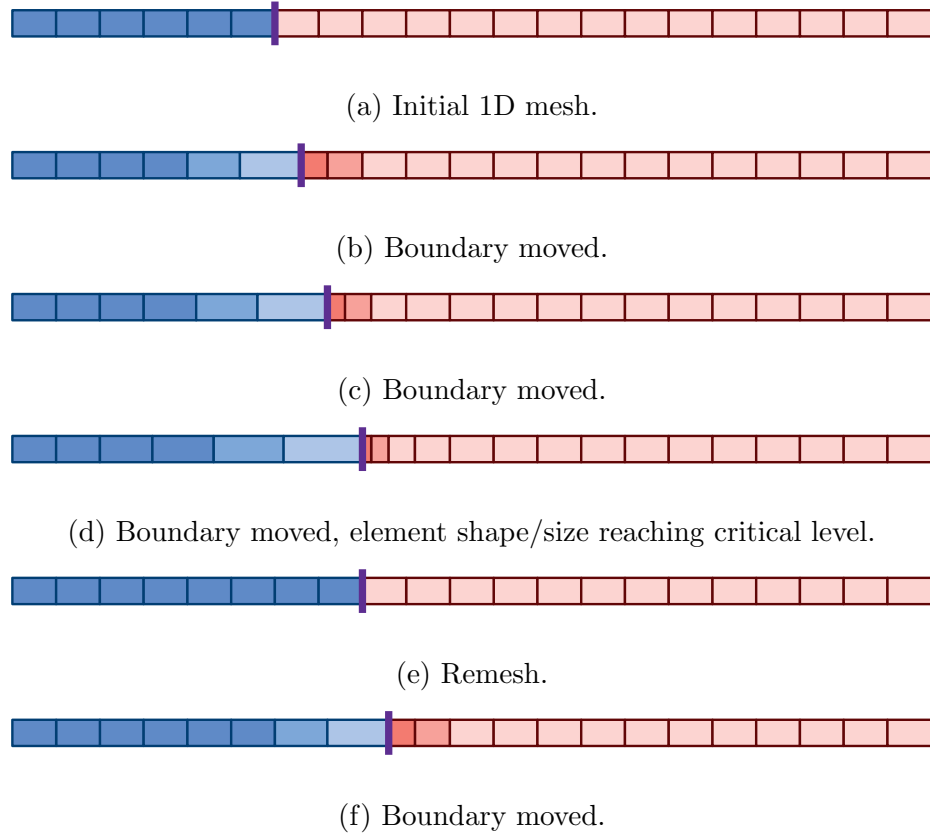 (a) Initial 1D mesh.
(b) Boundary moved.
(c) Boundary moved.
(d) Boundary moved, element shape/size reaching critical level.
(e) Remesh.
(f) Boundary moved.